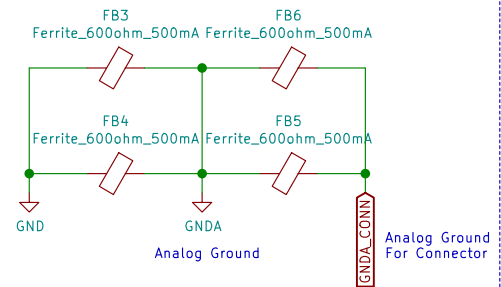 FB3
Ferrite_600ohm_500mA
FB6
Ferrite_600ohm_500mA
FB4
Ferrite_600ohm_500mA
FB5
Ferrite_600ohm_500mA
GND
GNDA
GNDA_CONN
Analog Ground
Analog Ground
For Connector